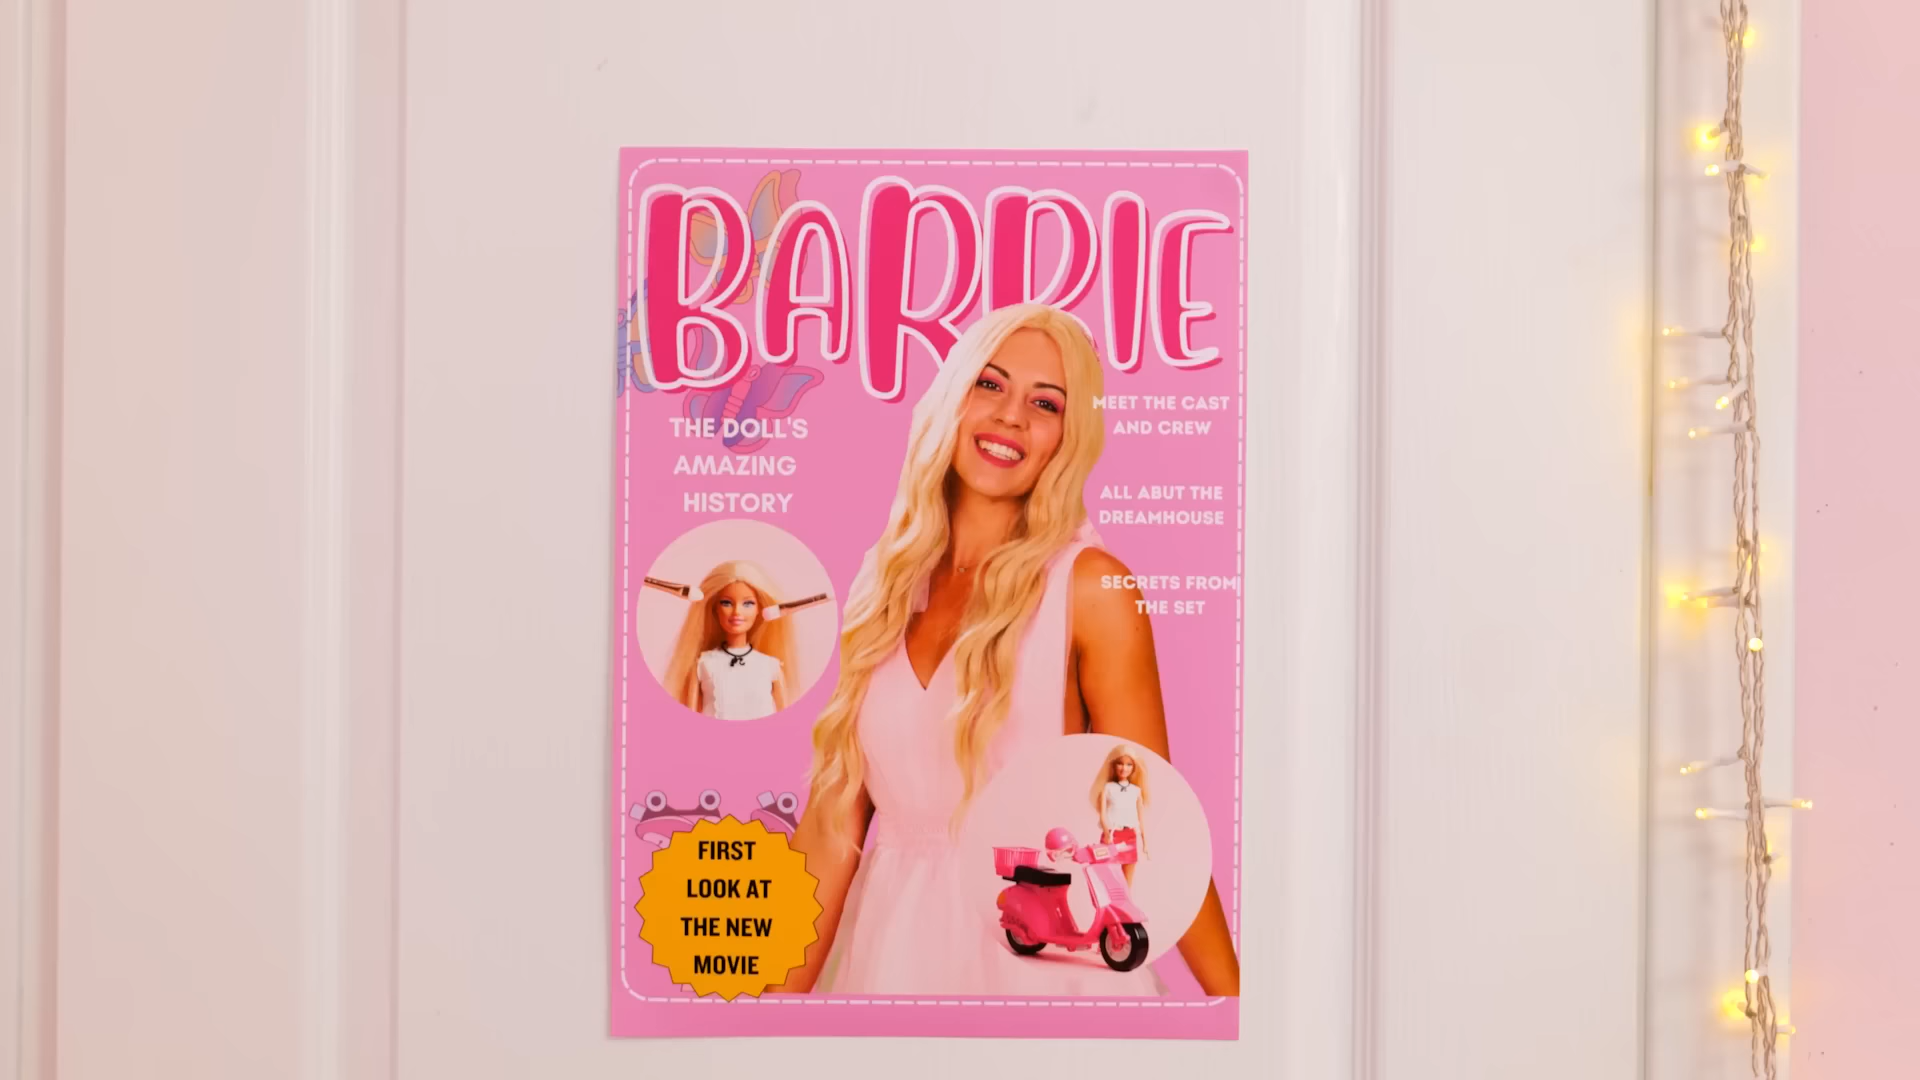 BARBIE
THE DOLL'S
AMAZING
HISTORY
MEET THE CAST
AND CREW
ALL ABUT THE
DREAMHOUSE
SECRETS FROM
THE SET
FIRST
LOOK AT
THE NEW
MOVIE